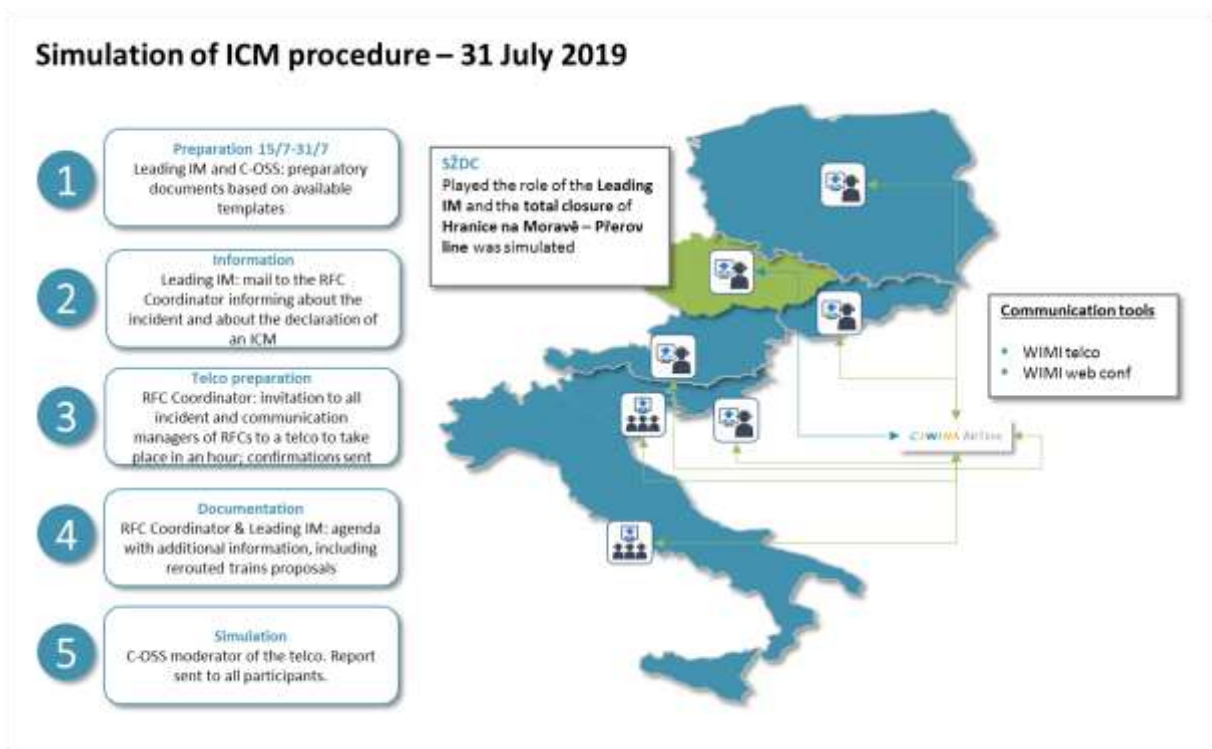 Simulation of ICM procedure – 31 July 2019
1
Preparation 15/7-31/7
Leading IM and C-OSS: preparatory
documents based on available
templates
2
Information
Leading IM: mail to the RFC
Coordinator informing about the
incident and about the declaration of
an ICM
3
Telco preparation
RFC Coordinator: invitation to all
incident and communication
managers of RFCs to a telco to take
place in an hour; confirmations sent
4
Documentation
RFC Coordinator & Leading IM: agenda
with additional information, including
rerouted trains proposals
5
Simulation
C-OSS moderator of the telco. Report
sent to all participants.
SŽDC
Played the role of the Leading
IM and the total closure of
Hranice na Moravě – Přerov
line was simulated
Communication tools
• WIMI telco
• WIMI web conf
WIMI